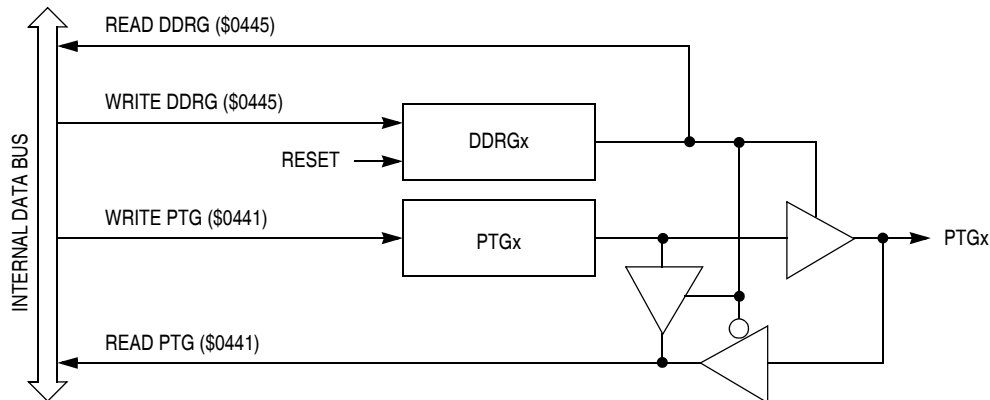 READ DDRG ($0445)
WRITE DDRG ($0445)
DDRGx
RESET
INTERNAL DATA BUS
WRITE PTG ($0441)
PTGx
PTGx
READ PTG ($0441)